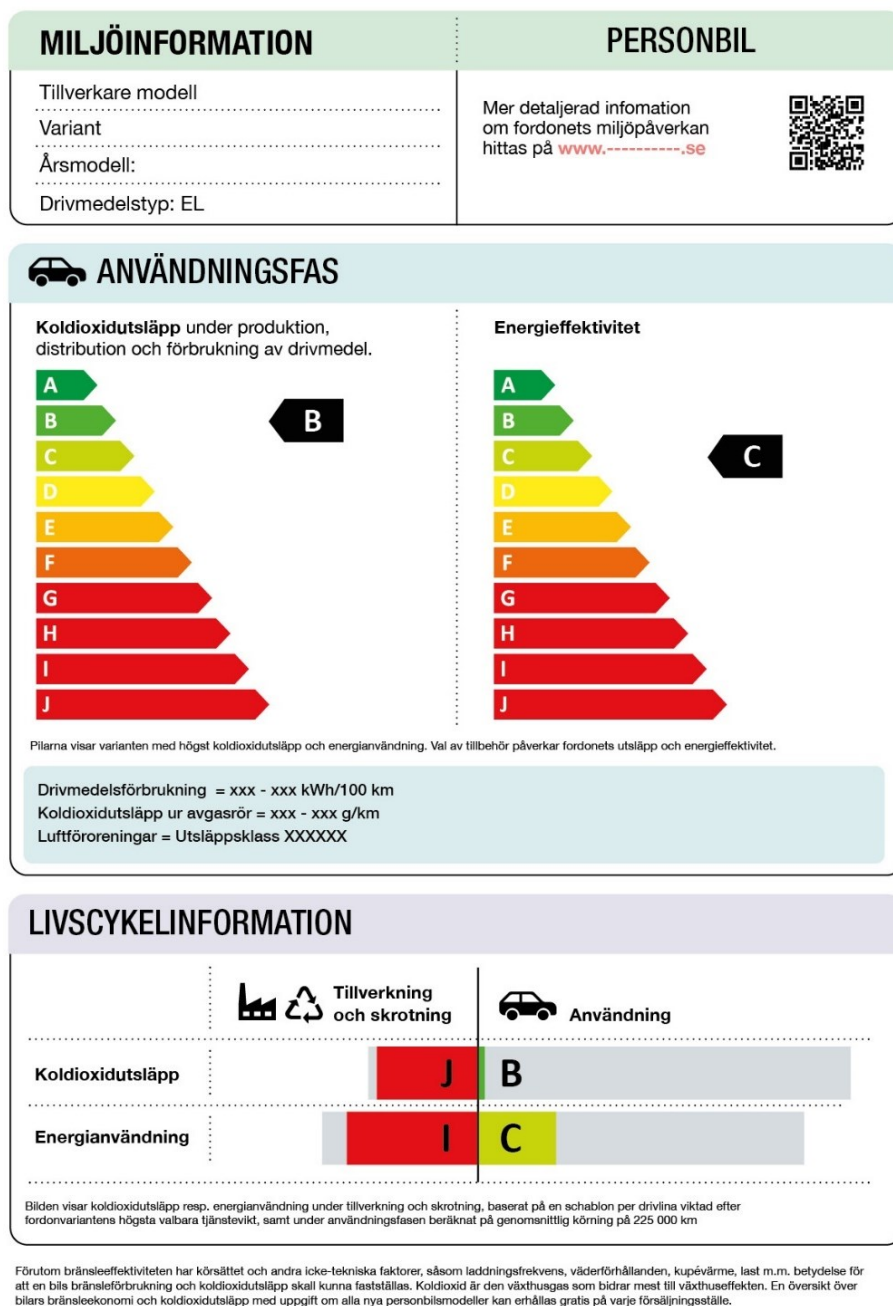 MILJÖINFORMATION
PERSONBIL
Tillverkare modell
Variant
Årsmodell:
Drivmedelstyp: EL
Mer detaljerad infomation
om fordonets miljöpåverkan
hittas på www.----------.se
ANVÄNDNINGSFAS
Koldioxidutsläpp under produktion,
distribution och förbrukning av drivmedel.
A
B
C
D
E
F
G
H
I
J
B
Energieffektivitet
A
B
C
D
E
F
G
H
I
J
C
Pilarna visar varianten med högst koldioxidutsläpp och energianvändning. Val av tillbehör påverkar fordonets utsläpp och energieffektivitet.
Drivmedelsförbrukning = xxx - xxx kWh/100 km
Koldioxidutsläpp ur avgasrör = xxx - xxx g/km
Luftföroreningar = Utsläppsklass XXXXXX
LIVSCYKELINFORMATION
Tillverkning
och skrotning
Användning
Koldioxidutsläpp
J B
Energianvändning
I C
Bilden visar koldioxidutsläpp resp. energianvändning under tillverkning och skrotning, baserat på en schablon per drivlina viktad efter
fordonvariantens högsta valbara tjänstevikt, samt under användningsfasen beräknat på genomsnittlig körning på 225 000 km
Förutom bränsleeffektiviteten har körsättet och andra icke-tekniska faktorer, såsom laddningsfrekvens, väderförhållanden, kupévärme, last m.m. betydelse för
att en bils bränsleförbrukning och koldioxidutsläpp skall kunna fastställas. Koldioxid är den växthusgas som bidrar mest till växthuseffekten. En översikt över
bilars bränsleekonomi och koldioxidutsläpp med uppgift om alla nya personbilsmodeller kan erhållas gratis på varje försäljningsställe.